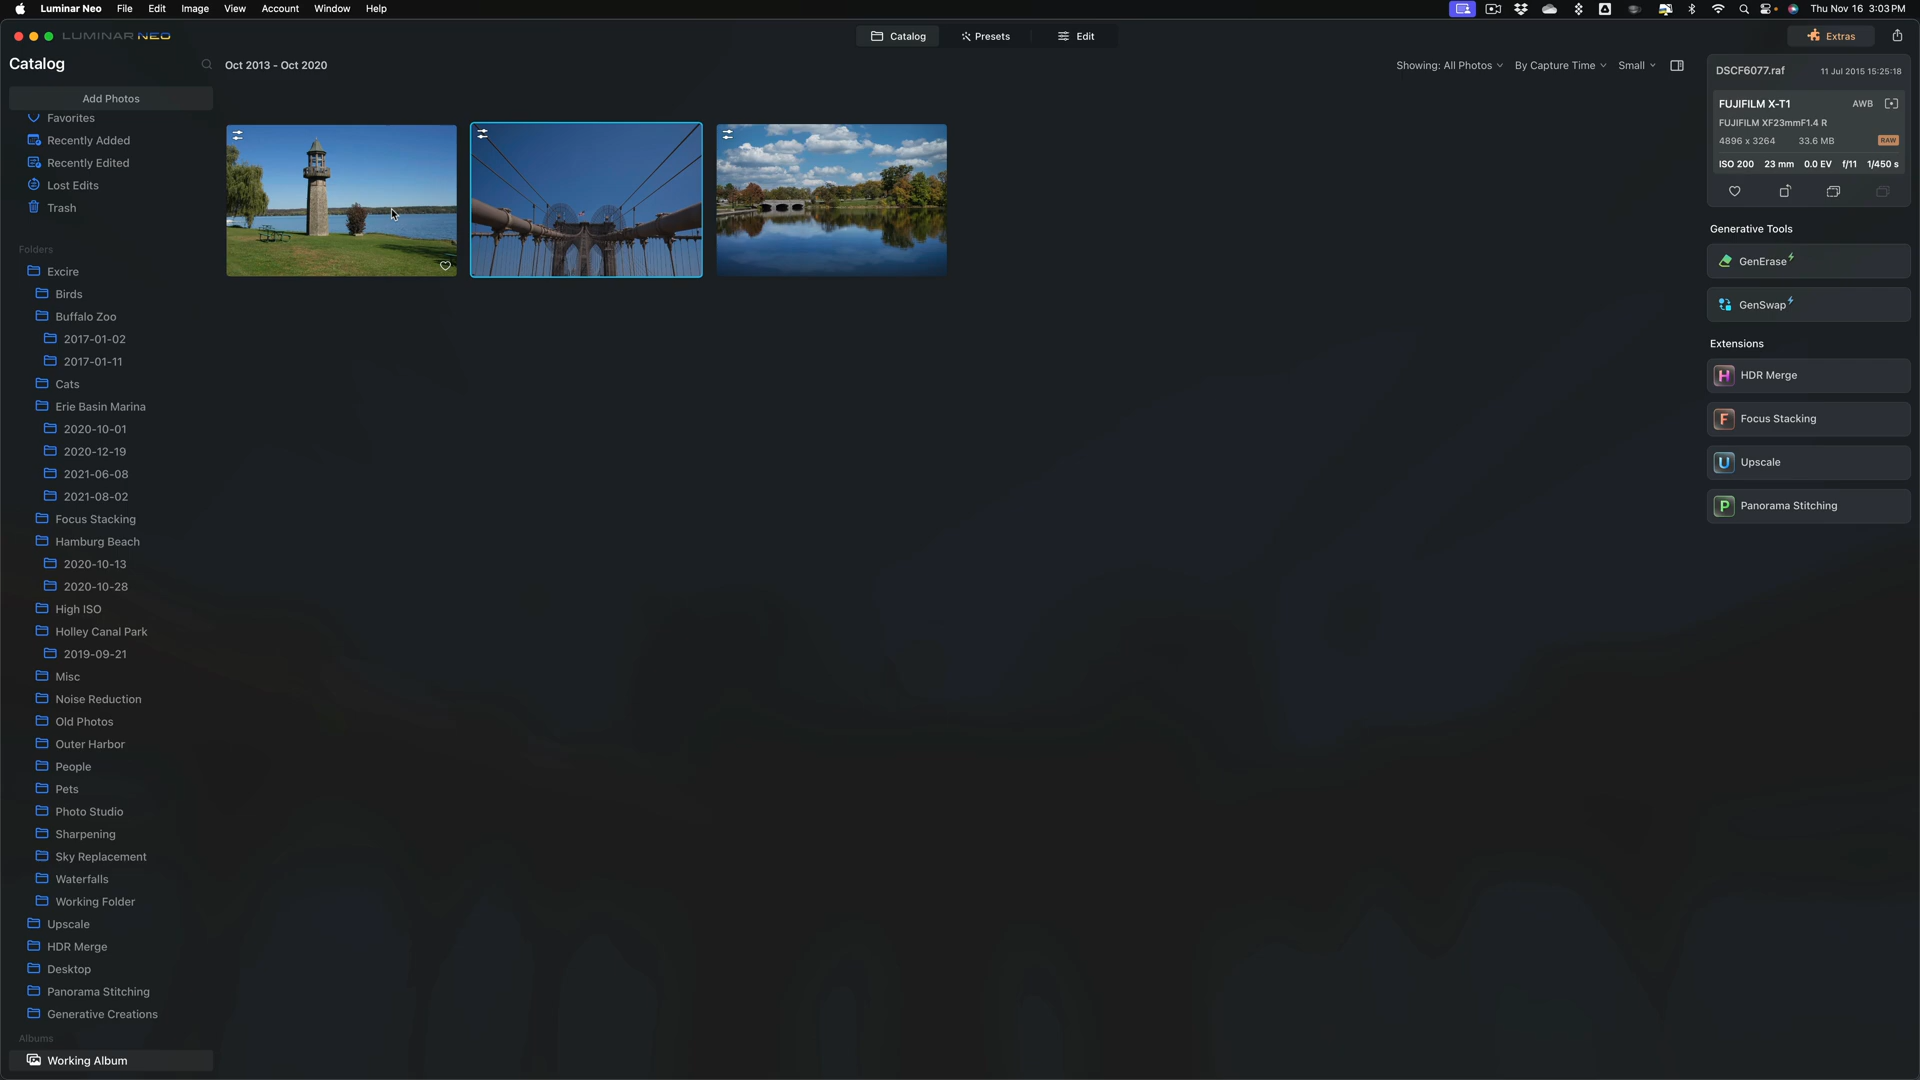 Luminar Neo File Edit Image View Account Window Help Thu Nov 16 3:03 PM
LUMINAR NEO Catalog Presets Edit Extras
Catalog
Oct 2013 - Oct 2020 Showing: All Photos By Capture Time Small
Add Photos
Favorites
Recently Added
Recently Edited
Lost Edits
Trash
Folders
Excire
Birds
Buffalo Zoo
2017-01-02
2017-01-11
Cats
Erie Basin Marina
2020-10-01
2020-12-19
2021-06-08
2021-08-02
Focus Stacking
Hamburg Beach
2020-10-13
2020-10-28
High ISO
Holley Canal Park
2019-09-21
Misc
Noise Reduction
Old Photos
Outer Harbor
People
Pets
Photo Studio
Sharpening
Sky Replacement
Waterfalls
Working Folder
Upscale
HDR Merge
Desktop
Panorama Stitching
Generative Creations
Albums
Working Album
DSCF6077.raf 11 Jul 2015 15:25:18
FUJIFILM X-T1 AWB
FUJIFILM XF23mmF1.4 R
4896 x 3264 33.6 MB RAW
ISO 200 23 mm 0.0 EV f/11 1/450 s
Generative Tools
GenErase
GenSwap
Extensions
H HDR Merge
F Focus Stacking
U Upscale
P Panorama Stitching